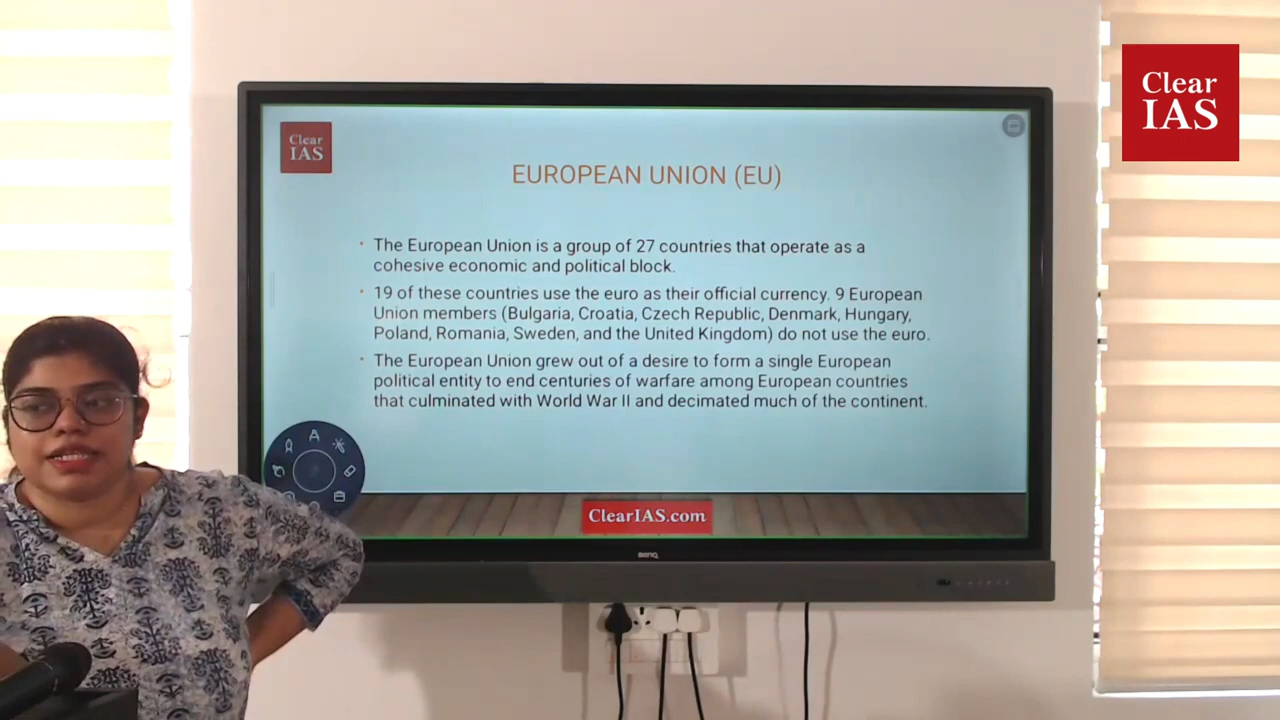 Clear
IAS
Clear
IAS
EUROPEAN UNION (EU)
• The European Union is a group of 27 countries that operate as a
cohesive economic and political block.
• 19 of these countries use the euro as their official currency. 9 European
Union members (Bulgaria, Croatia, Czech Republic, Denmark, Hungary,
Poland, Romania, Sweden, and the United Kingdom) do not use the euro.
• The European Union grew out of a desire to form a single European
political entity to end centuries of warfare among European countries
that culminated with World War II and decimated much of the continent.
ClearIAS.com
BenQ